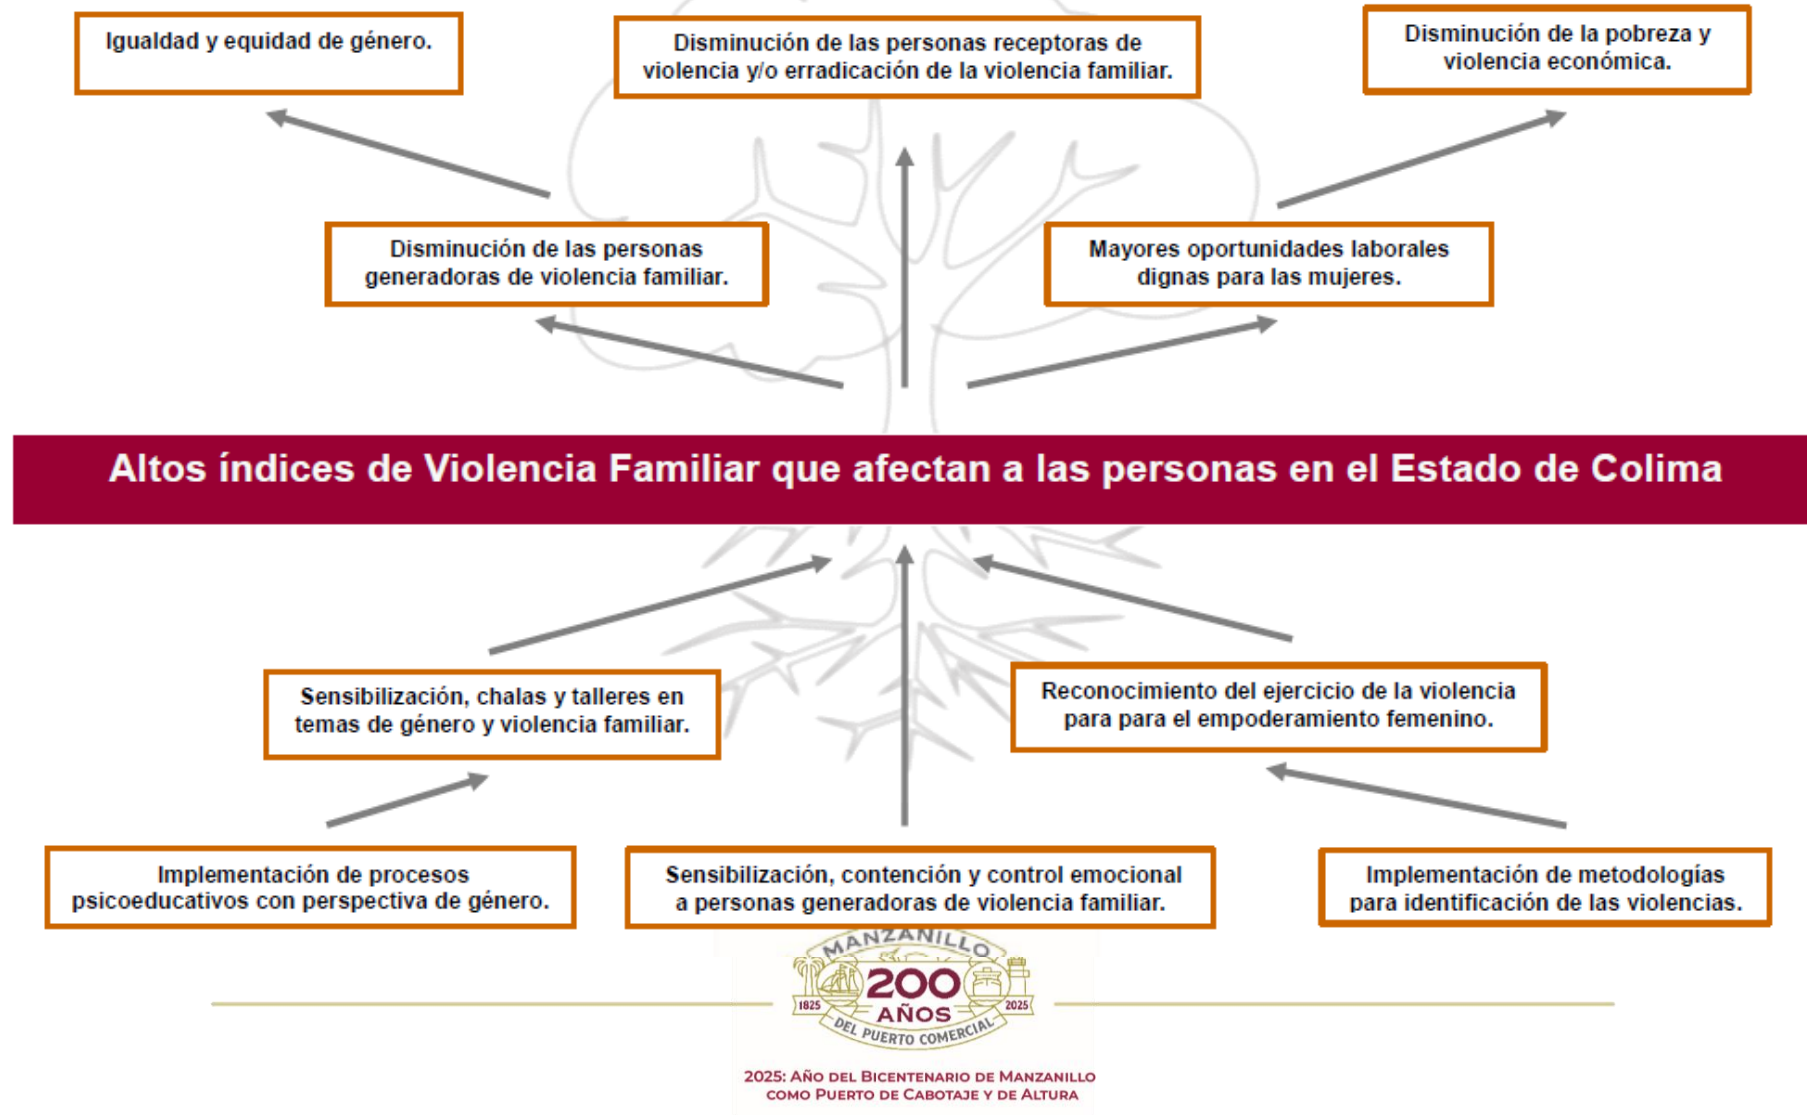 Igualdad y equidad de género.
Disminución de las personas receptoras de
violencia y/o erradicación de la violencia familiar.
Disminución de la pobreza y
violencia económica.
Disminución de las personas
generadoras de violencia familiar.
Mayores oportunidades laborales
dignas para las mujeres.
Altos índices de Violencia Familiar que afectan a las personas en el Estado de Colima
Sensibilización, chalas y talleres en
temas de género y violencia familiar.
Reconocimiento del ejercicio de la violencia
para para el empoderamiento femenino.
Implementación de procesos
psicoeducativos con perspectiva de género.
Sensibilización, contención y control emocional
a personas generadoras de violencia familiar.
Implementación de metodologías
para identificación de las violencias.
MANZANILLO
200
1825
AÑOS
2025
DEL PUERTO COMERCIAL
2025: AÑO DEL BICENTENARIO DE MANZANILLO
COMO PUERTO DE CABOTAJE Y DE ALTURA